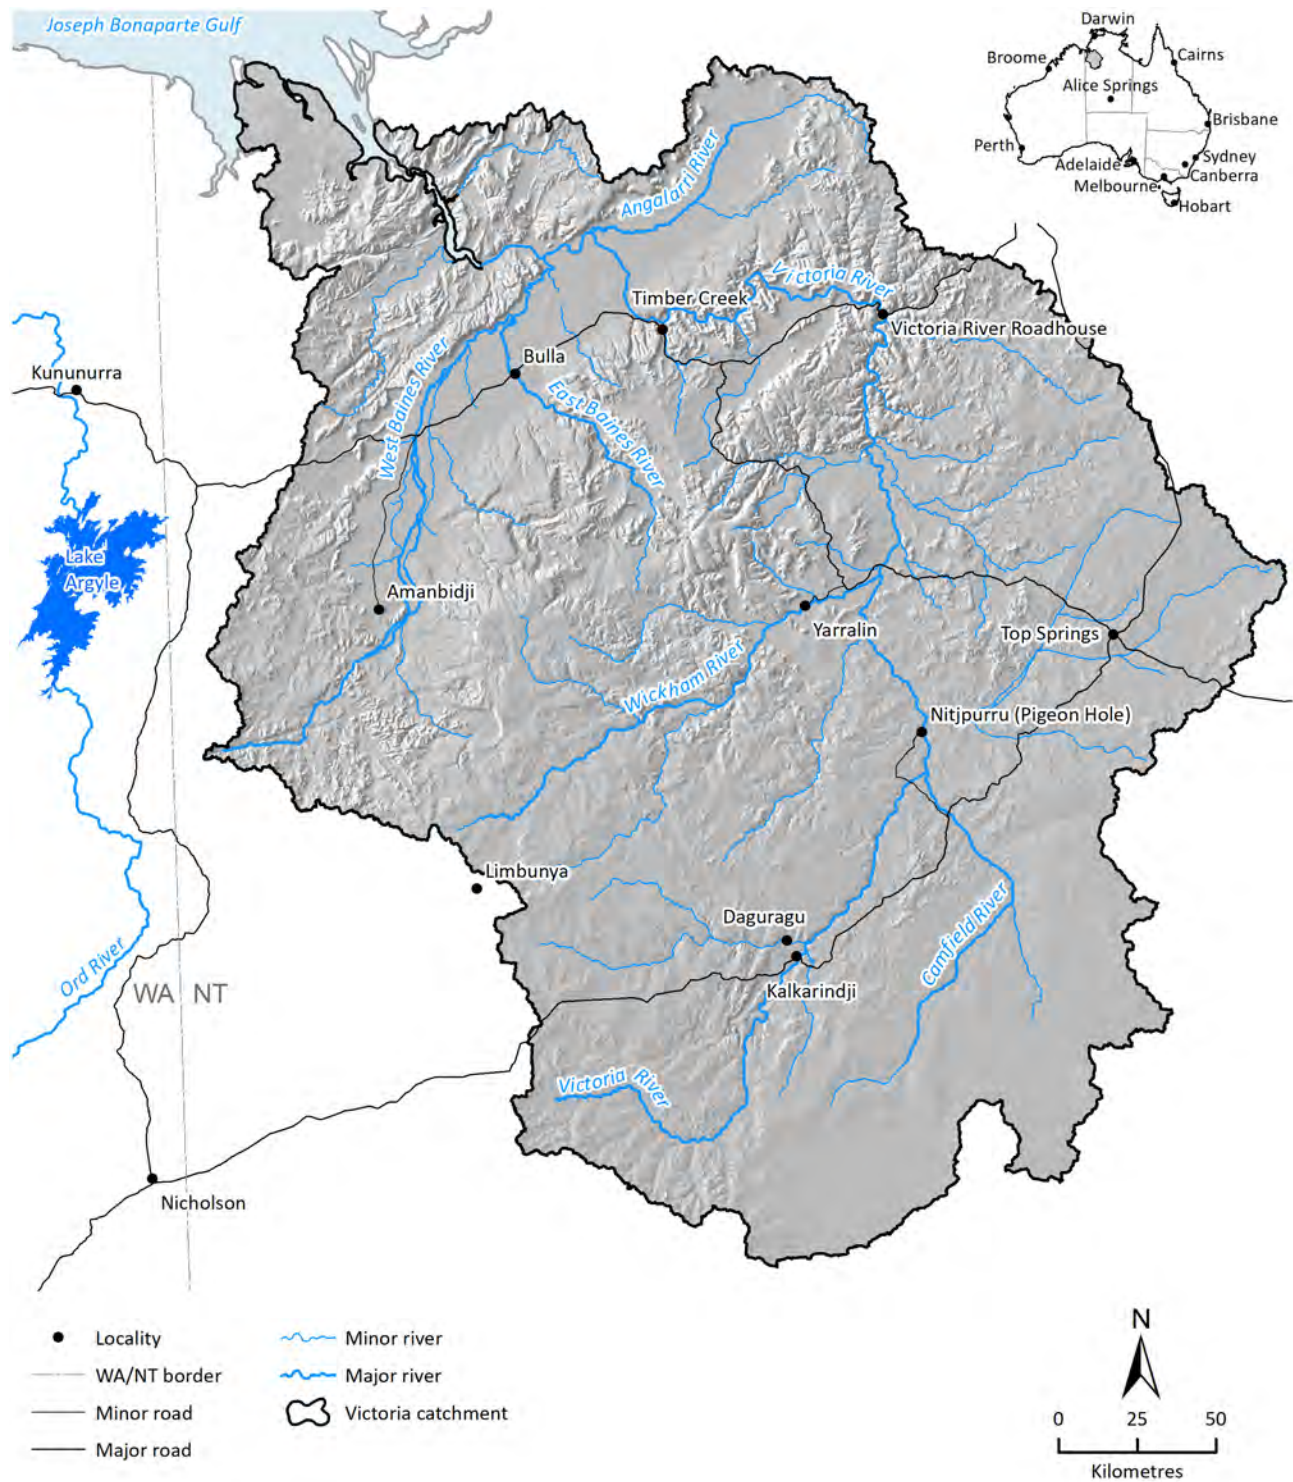 Joseph Bonaparte Gulf
Darwin
Broome
Cairns
Alice Springs
Brisbane
Perth
Adelaide
Sydney
Canberra
Melbourne
Hobart
Angalarri River
Victoria River
Timber Creek
Victoria River Roadhouse
Kununurra
Bulla
West Baines River
East Baines River
Lake
Argyle
Amanbidji
Yarralin
Top Springs
Wickham River
Nitjpurru (Pigeon Hole)
Limbunya
Daguragu
Camfield River
Ord River
WA NT
Kalkarindji
Victoria River
Nicholson
Locality
WA/NT border
Minor road
Major road
Minor river
Major river
Victoria catchment
N
0 25 50
Kilometres